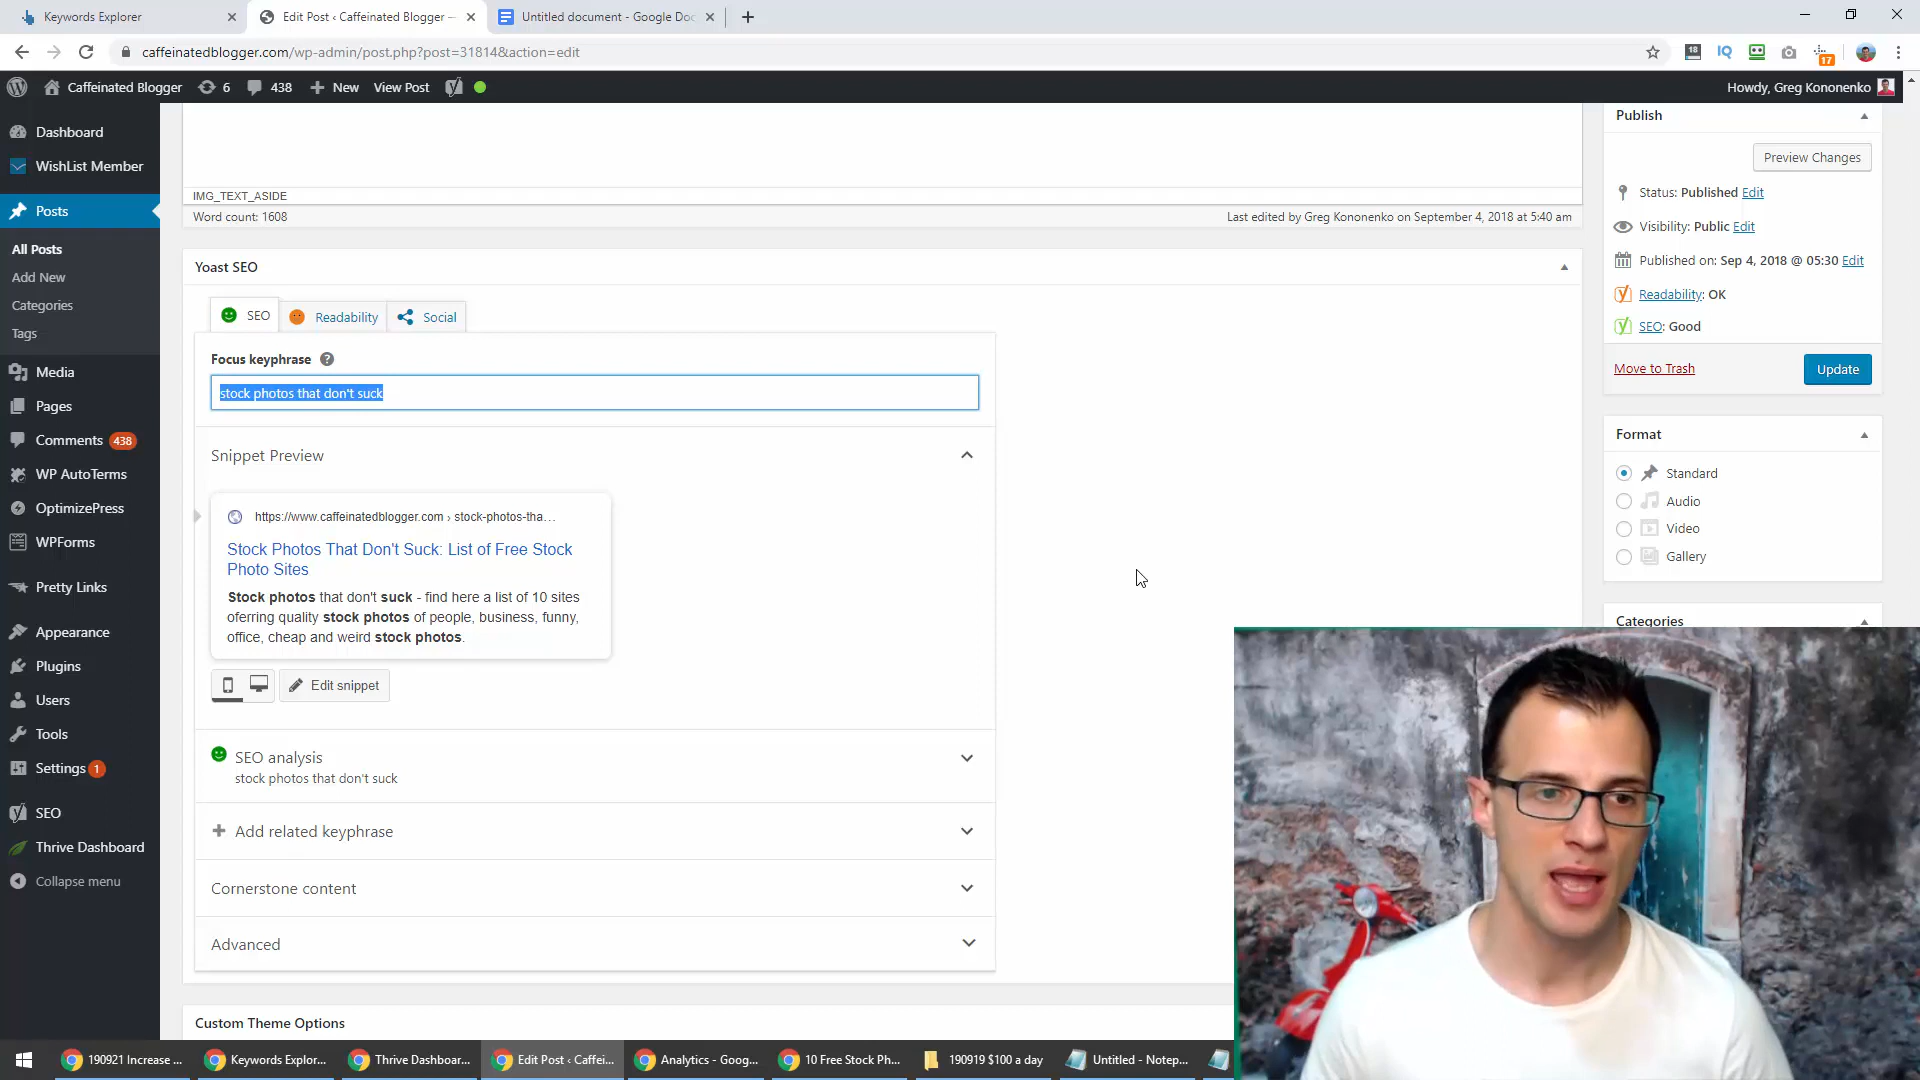 Keywords Explorer
Edit Post ‹ Caffeinated Blogger —
Untitled document - Google Doc
caffeinatedblogger.com/wp-admin/post.php?post=31814&action=edit
18
IQ
17
Caffeinated Blogger
6
438
New
View Post
Howdy, Greg Kononenko
Dashboard
WishList Member
Posts
All Posts
Add New
Categories
Tags
Media
Pages
Comments 438
WP AutoTerms
OptimizePress
WPForms
Pretty Links
Appearance
Plugins
Users
Tools
Settings 1
SEO
Thrive Dashboard
Collapse menu
IMG_TEXT_ASIDE
Word count: 1608
Last edited by Greg Kononenko on September 4, 2018 at 5:40 am
Yoast SEO
SEO
Readability
Social
Focus keyphrase ?
stock photos that don't suck
Snippet Preview
https://www.caffeinatedblogger.com › stock-photos-tha…
Stock Photos That Don't Suck: List of Free Stock
Photo Sites
Stock photos that don't suck - find here a list of 10 sites
oferring quality stock photos of people, business, funny,
office, cheap and weird stock photos.
Edit snippet
SEO analysis
stock photos that don't suck
Add related keyphrase
Cornerstone content
Advanced
Custom Theme Options
Publish
Preview Changes
Status: Published Edit
Visibility: Public Edit
Published on: Sep 4, 2018 @ 05:30 Edit
Readability: OK
SEO: Good
Move to Trash
Update
Format
Standard
Audio
Video
Gallery
Categories
190921 Increase ...
Keywords Explor...
Thrive Dashboar...
Edit Post ‹ Caffei...
Analytics - Goog...
10 Free Stock Ph...
190919 $100 a day
Untitled - Notep...